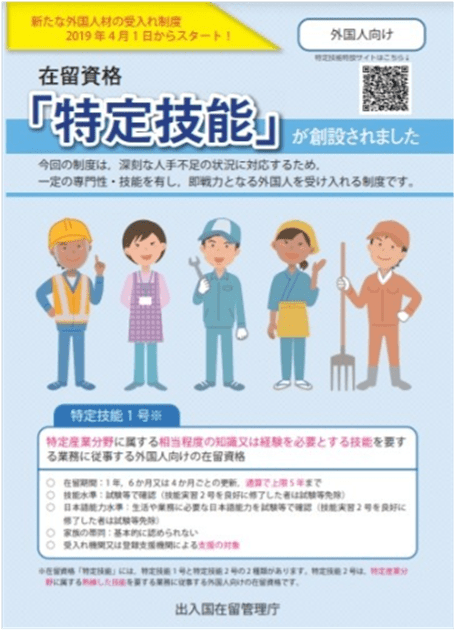 新たな外国人材の受入れ制度
2019年4月1日からスタート！
外国人向け
特定技能特設サイトはこちら↓
在留資格
「特定技能」が創設されました
今回の制度は、深刻な人手不足の状況に対応するため、
一定の専門性・技能を有し、即戦力となる外国人を受け入れる制度です。
特定技能1号※
特定産業分野に属する相当程度の知識又は経験を必要とする技能を要す
る業務に従事する外国人向けの在留資格
○ 在留期間：1年，6か月又は4か月ごとの更新，通算で上限5年まで
○ 技能水準：試験等で確認（技能実習2号を良好に修了した者は試験等免除）
○ 日本語能力水準：生活や業務に必要な日本語能力を試験等で確認（技能実習2号を良好に
修了した者は試験等免除）
○ 家族の帯同：基本的に認められない
○ 受入れ機関又は登録支援機関による支援の対象
※在留資格「特定技能」には，特定技能1号と特定技能2号の2種類があります。特定技能2号は，特定産業分
野に属する熟練した技能を要する業務に従事する外国人向けの在留資格です。
出入国在留管理庁